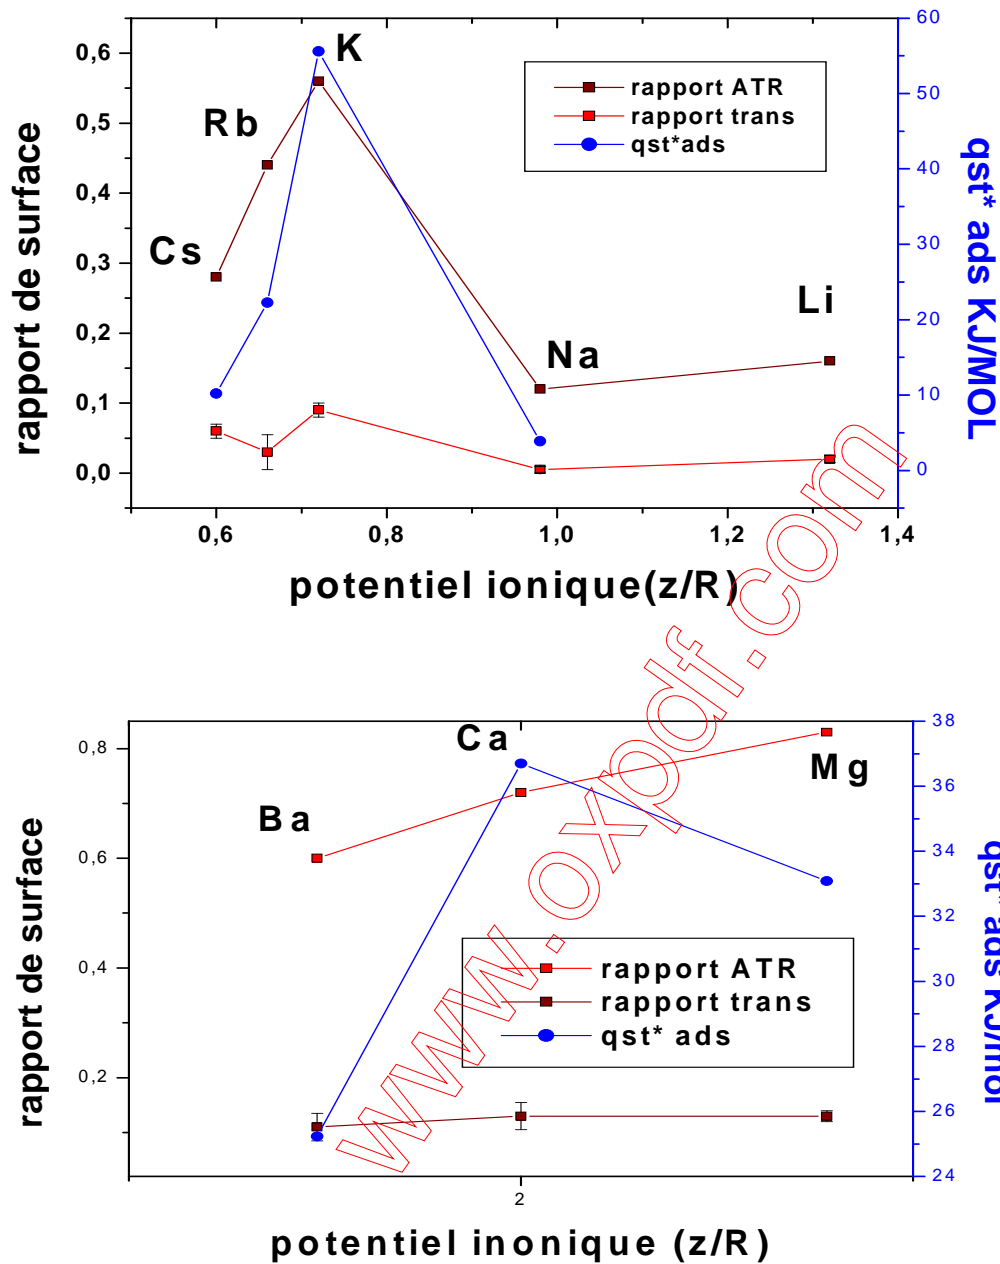 0,6
0,5
0,4
0,3
0,2
0,1
0,0
rapport de surface
60
50
40
30
20
10
0
qst* ads KJ/MOL
K
Rb
Cs
Na
Li
rapport ATR
rapport trans
qst*ads
0,6
0,8
1,0
1,2
1,4
potentiel ionique(z/R)
www.oxpdf.com
0,8
0,6
0,4
0,2
rapport de surface
38
36
34
32
30
28
26
24
qst* ads KJ/mol
Ca
Mg
Ba
rapport ATR
rapport trans
qst* ads
2
potentiel inonique (z/R)